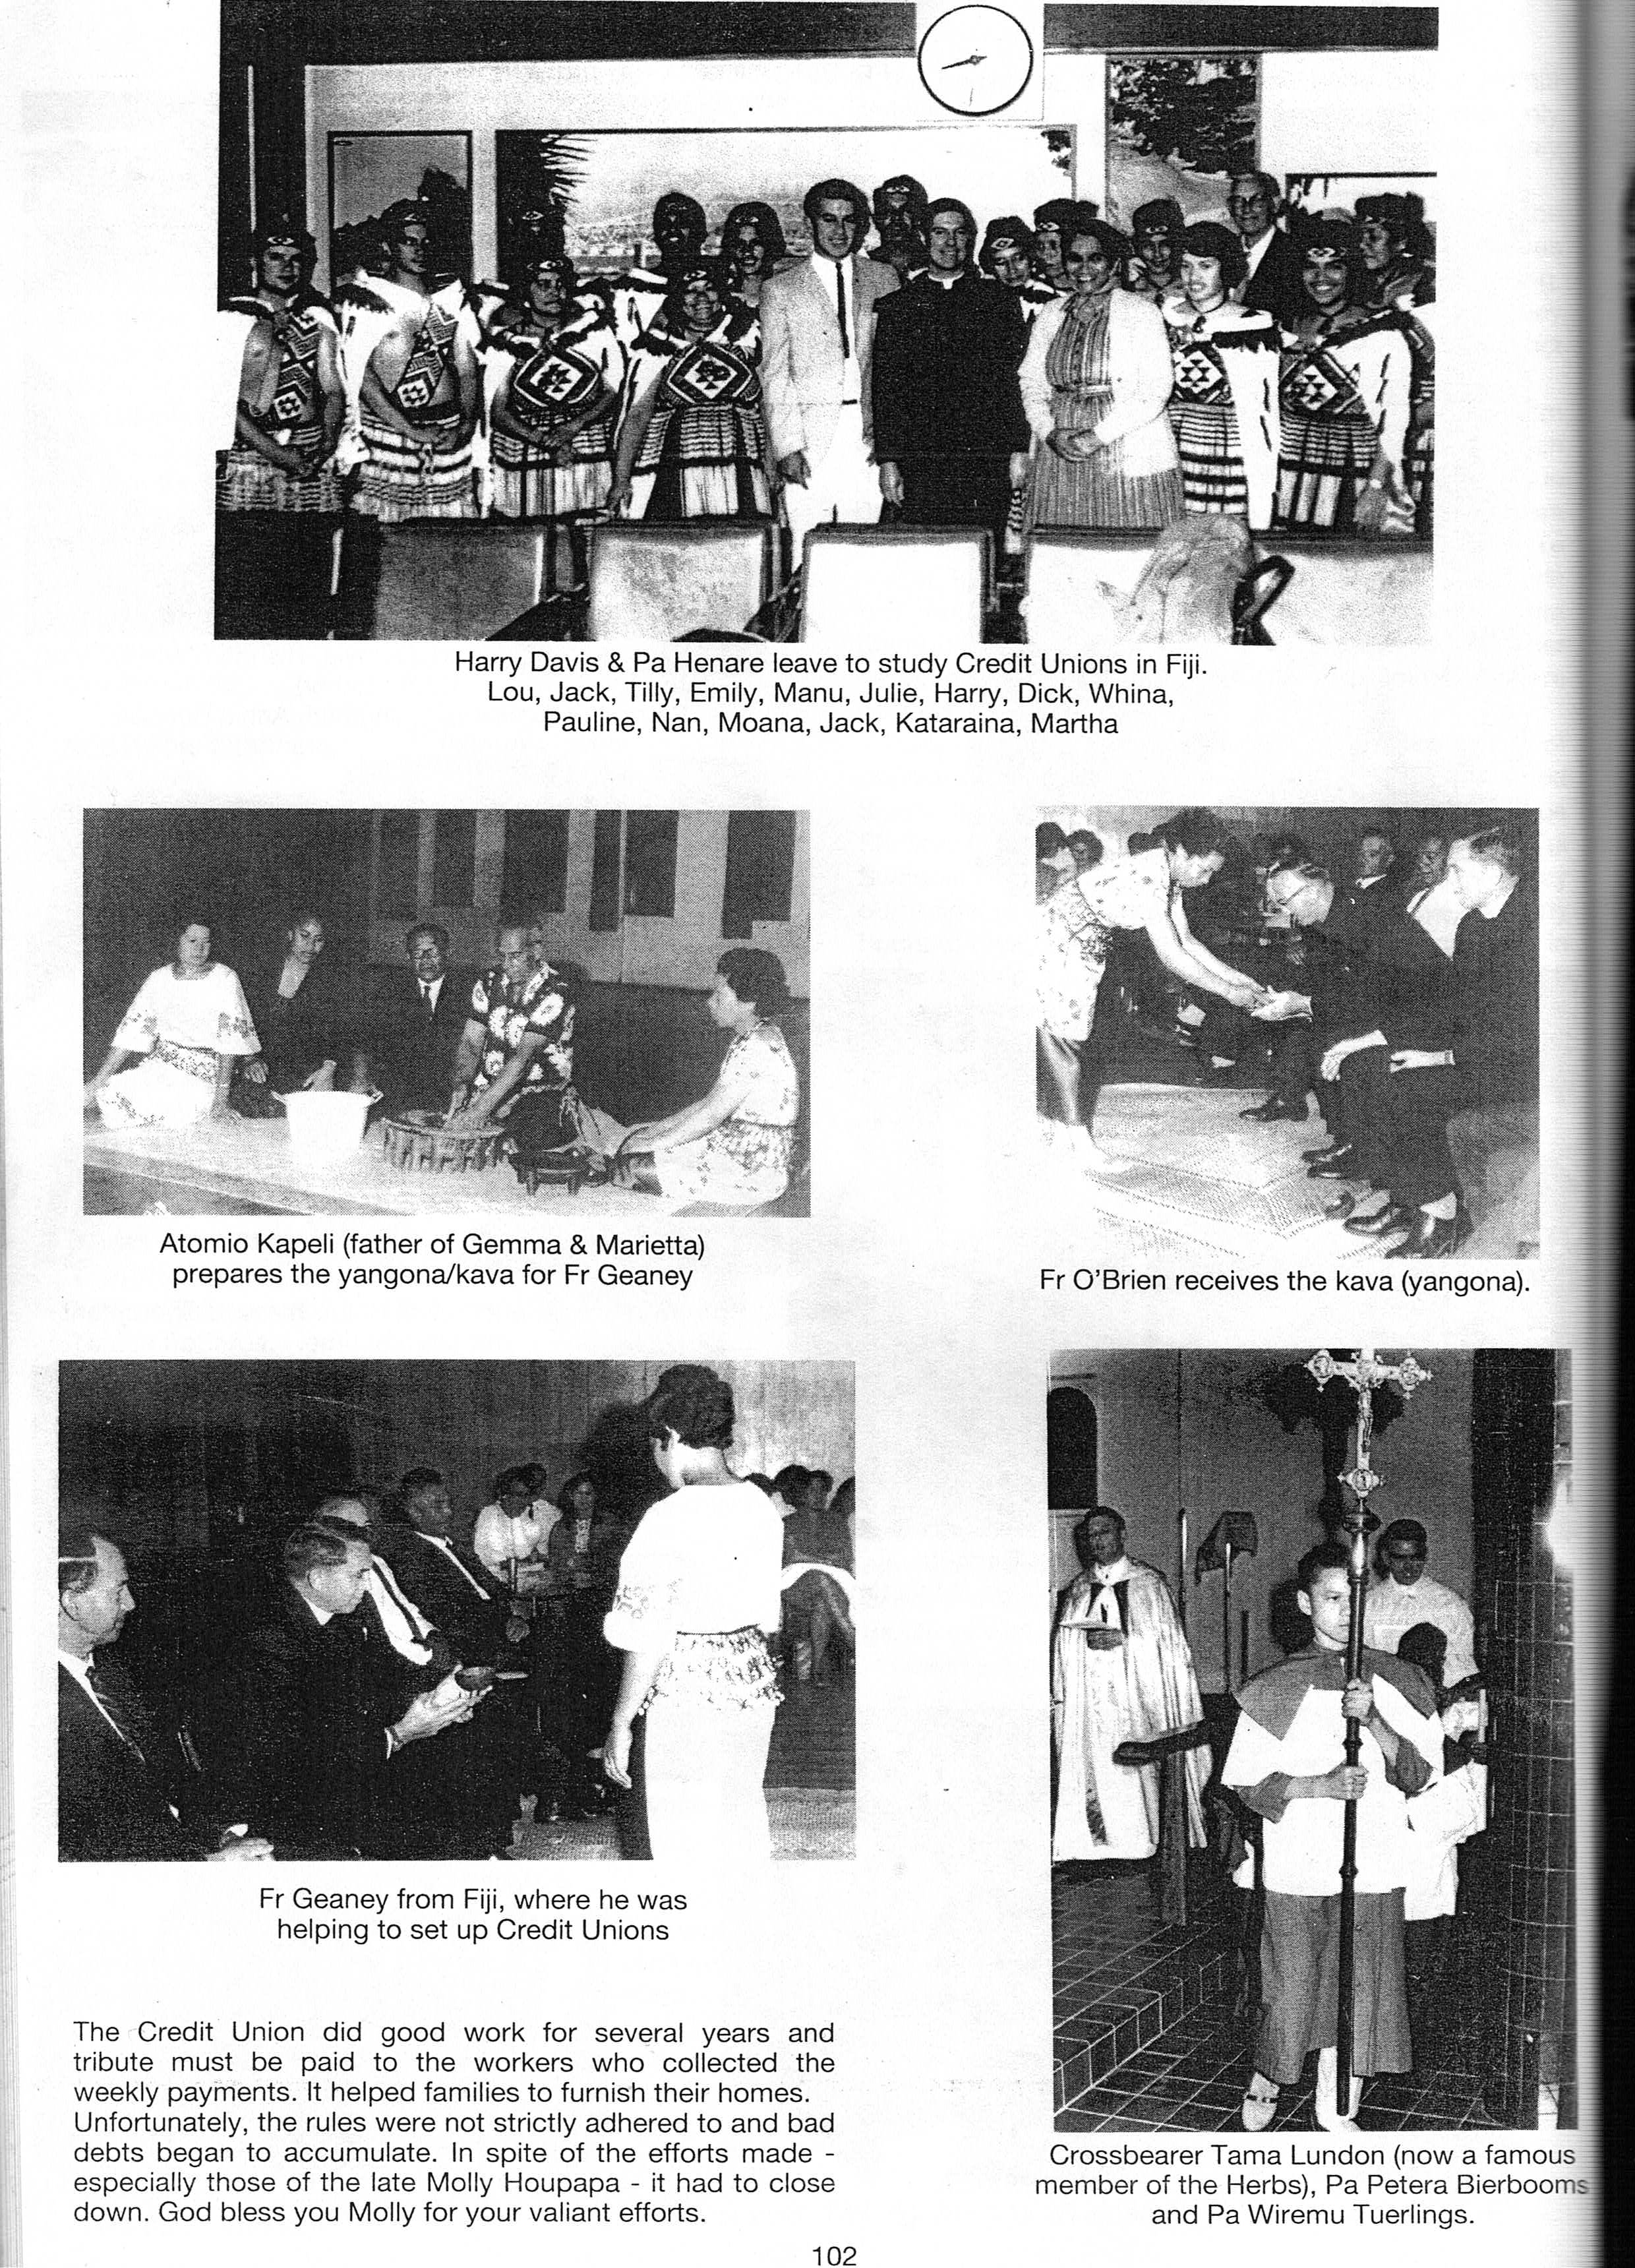 Harry Davis & Pa Henare leave to study Credit Unions in Fiji.
Lou, Jack, Tilly, Emily, Manu, Julie, Harry, Dick, Whina,
Pauline, Nan, Moana, Jack, Kataraina, Martha
Atomio Kapeli (father of Gemma & Marietta)
prepares the yangona/kava for Fr Geaney
Fr O'Brien receives the kava (yangona).
Fr Geaney from Fiji, where he was
helping to set up Credit Unions
The Credit Union did good work for several years and
tribute must be paid to the workers who collected the
weekly payments. It helped families to furnish their homes.
Unfortunately, the rules were not strictly adhered to and bad
debts began to accumulate. In spite of the efforts made -
especially those of the late Molly Houpapa - it had to close
down. God bless you Molly for your valiant efforts.
Crossbearer Tama Lundon (now a famous
member of the Herbs), Pa Petera Bierbooms
and Pa Wiremu Tuerlings.
102